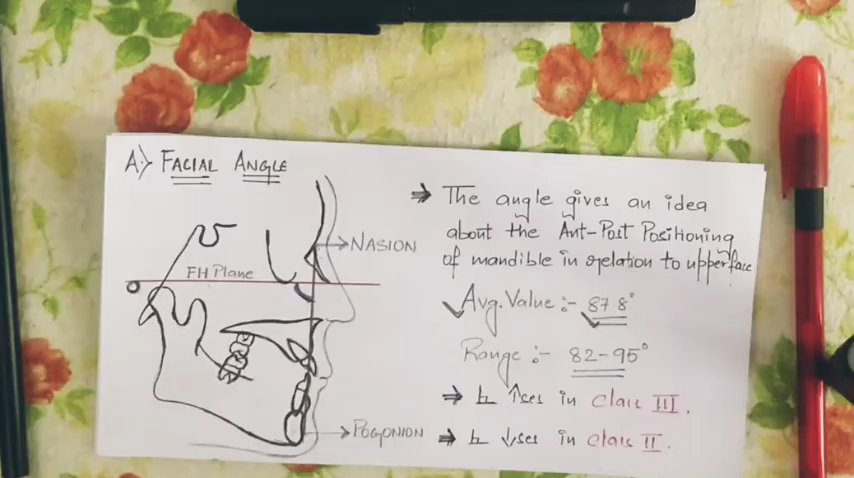 A) FACIAL ANGLE
NASION
FH Plane
POGONION
⇒ The angle gives an idea
about the Ant-Post Positioning
of mandible in relation to upperface
✓Avg. Value :- 87.8°
Range :- 82-95°
⇒ L ↑ses in class III.
⇒ L ↓ses in class II.